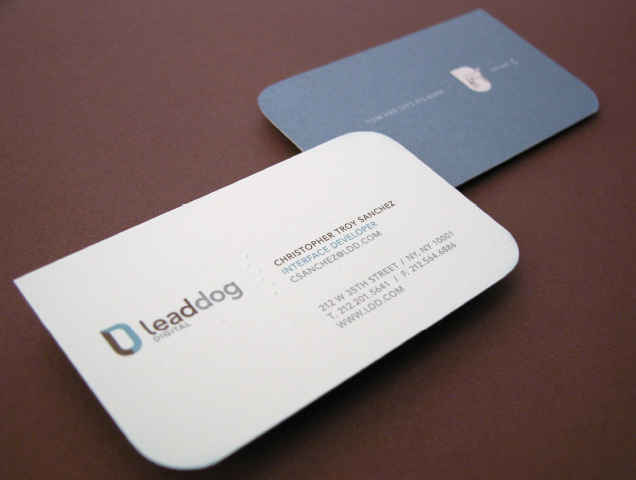 leaddog
DIGITAL
CHRISTOPHER TROY SANCHEZ
INTERFACE DEVELOPER
CSANCHEZ@LDD.COM
212 W 35TH STREET / NY, NY 10001
T. 212.201.5641 / F. 212.564.6886
WWW.LDD.COM